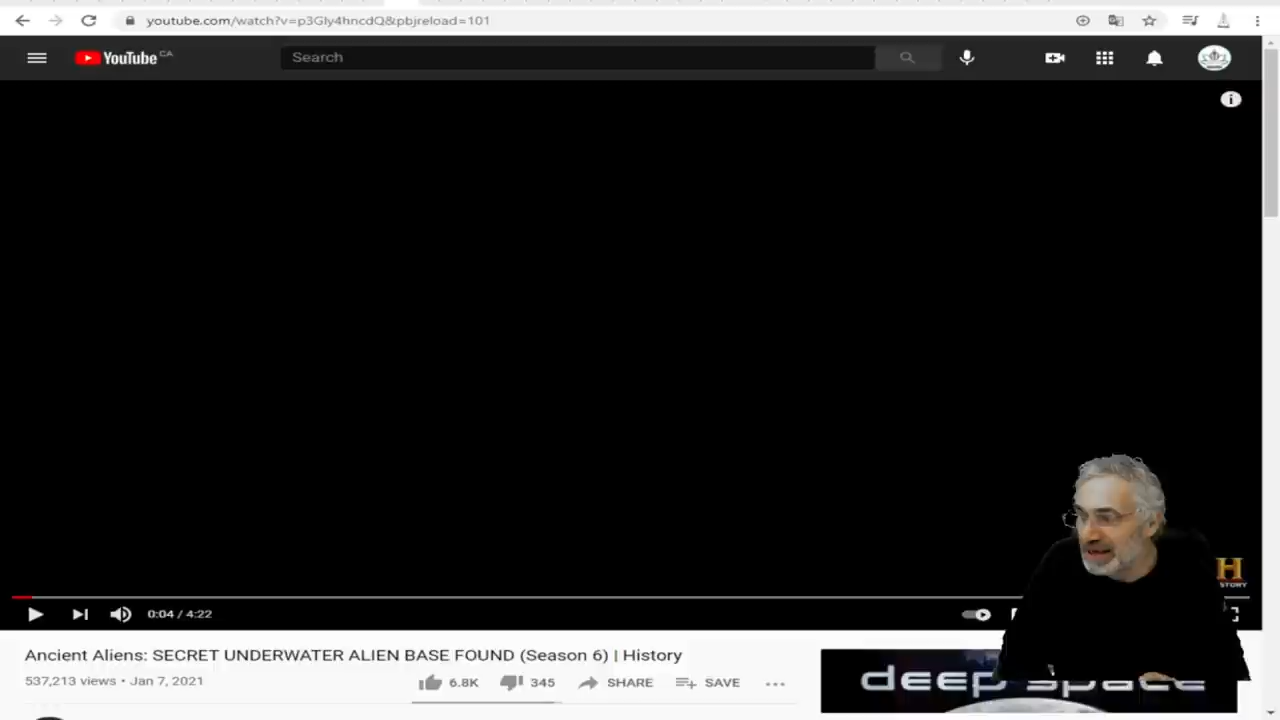 youtube.com/watch?v=p3Gly4hncdQ&pbjreload=101
YouTube CA
Search
i
H
STORY
0:04 / 4:22
Ancient Aliens: SECRET UNDERWATER ALIEN BASE FOUND (Season 6) | History
537,213 views • Jan 7, 2021
6.8K
345
SHARE
SAVE
deep space